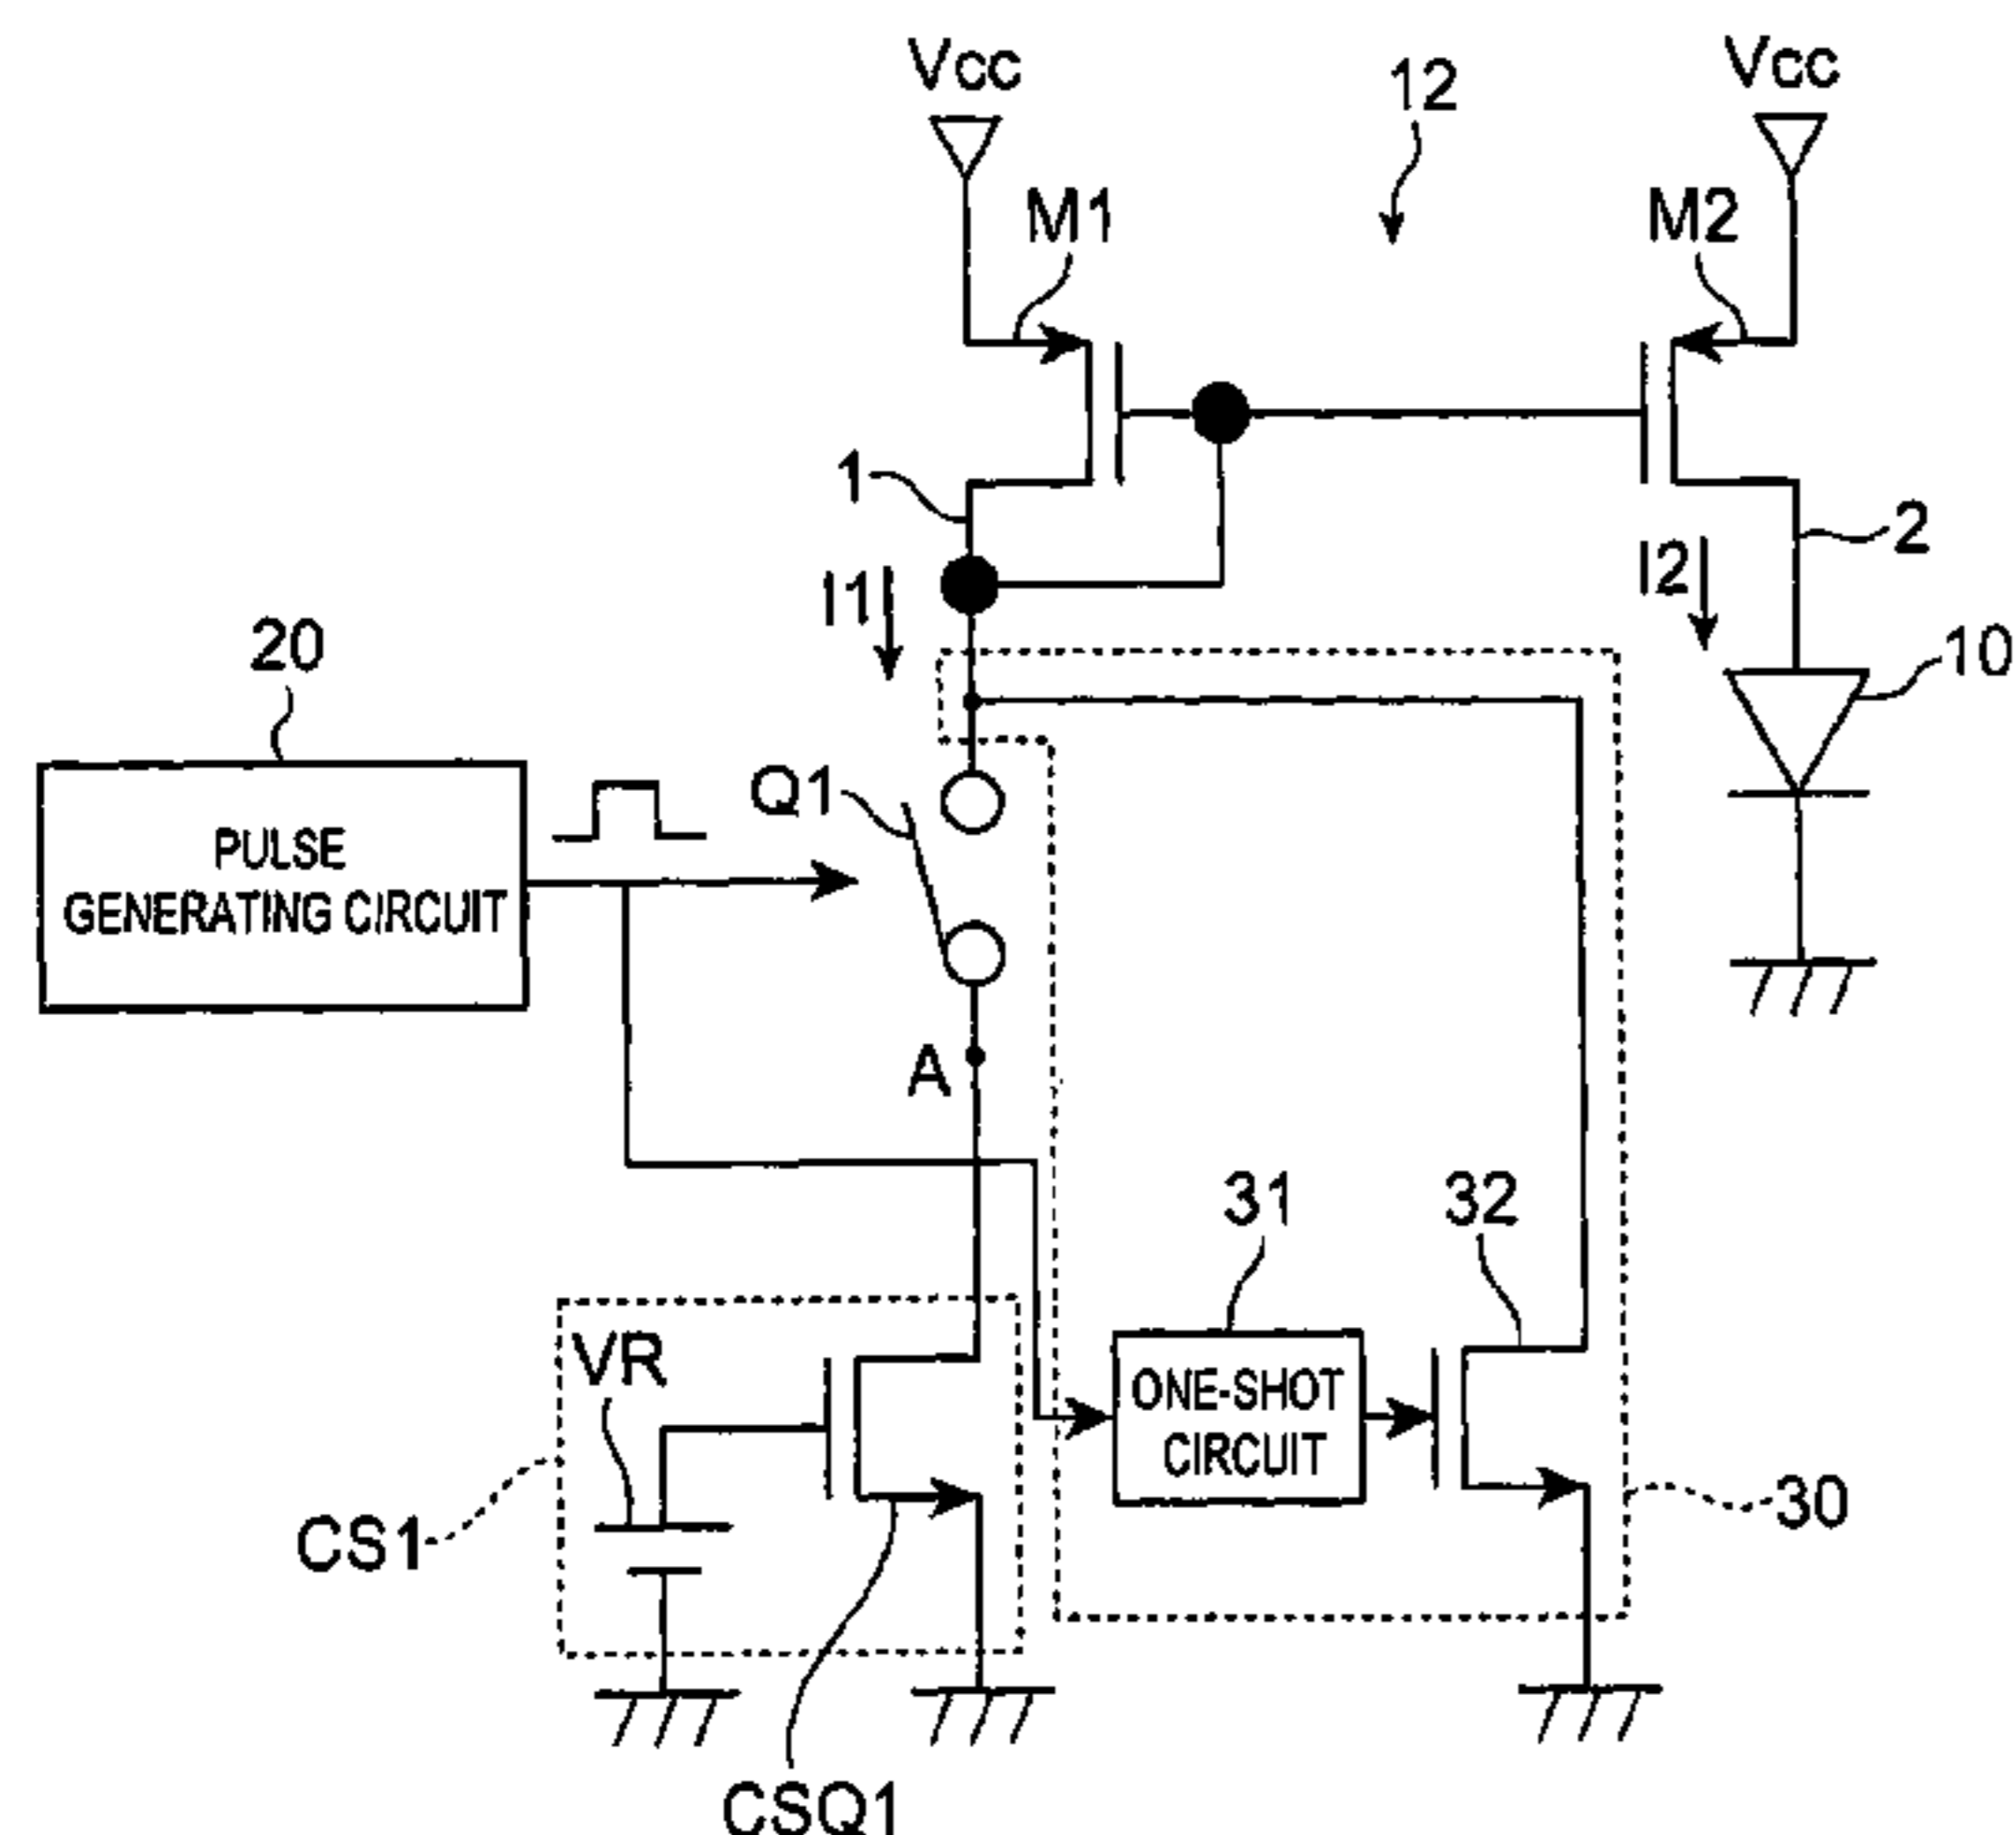 Vcc
12
Vcc
M1
M2
1
2
I1
I2
20
10
Q1
PULSE
GENERATING CIRCUIT
A
31
32
VR
ONE-SHOT
CIRCUIT
CS1
30
CSQ1